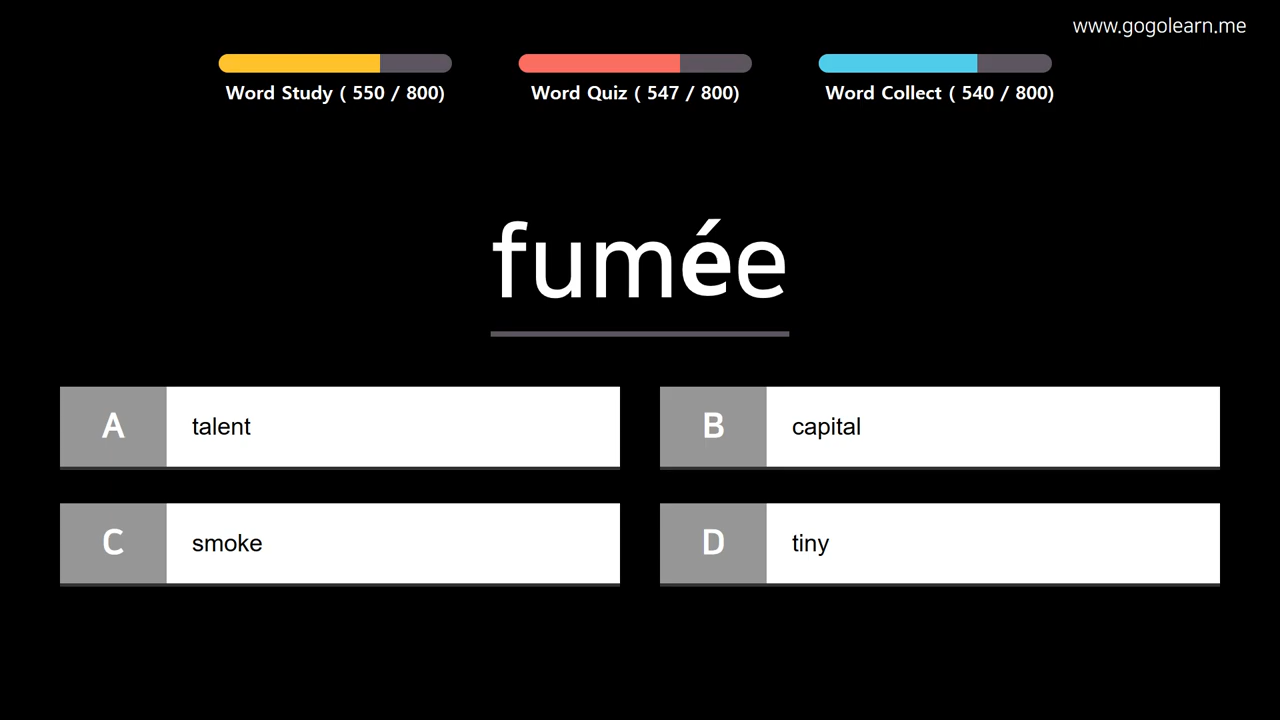 www.gogolearn.me
Word Study ( 550 / 800)
Word Quiz ( 547 / 800)
Word Collect ( 540 / 800)
fumée
A talent
B capital
C smoke
D tiny